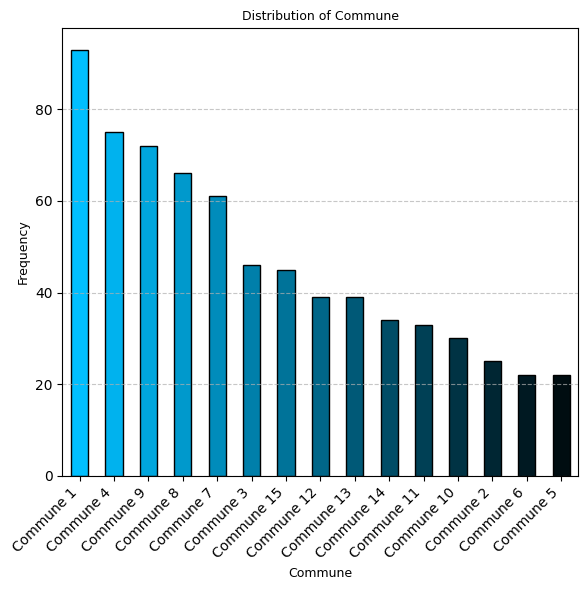 Distribution of Commune
Frequency
80
60
40
20
0
Commune 1
Commune 4
Commune 9
Commune 8
Commune 7
Commune 3
Commune 15
Commune 12
Commune 13
Commune 14
Commune 11
Commune 10
Commune 2
Commune 6
Commune 5
Commune